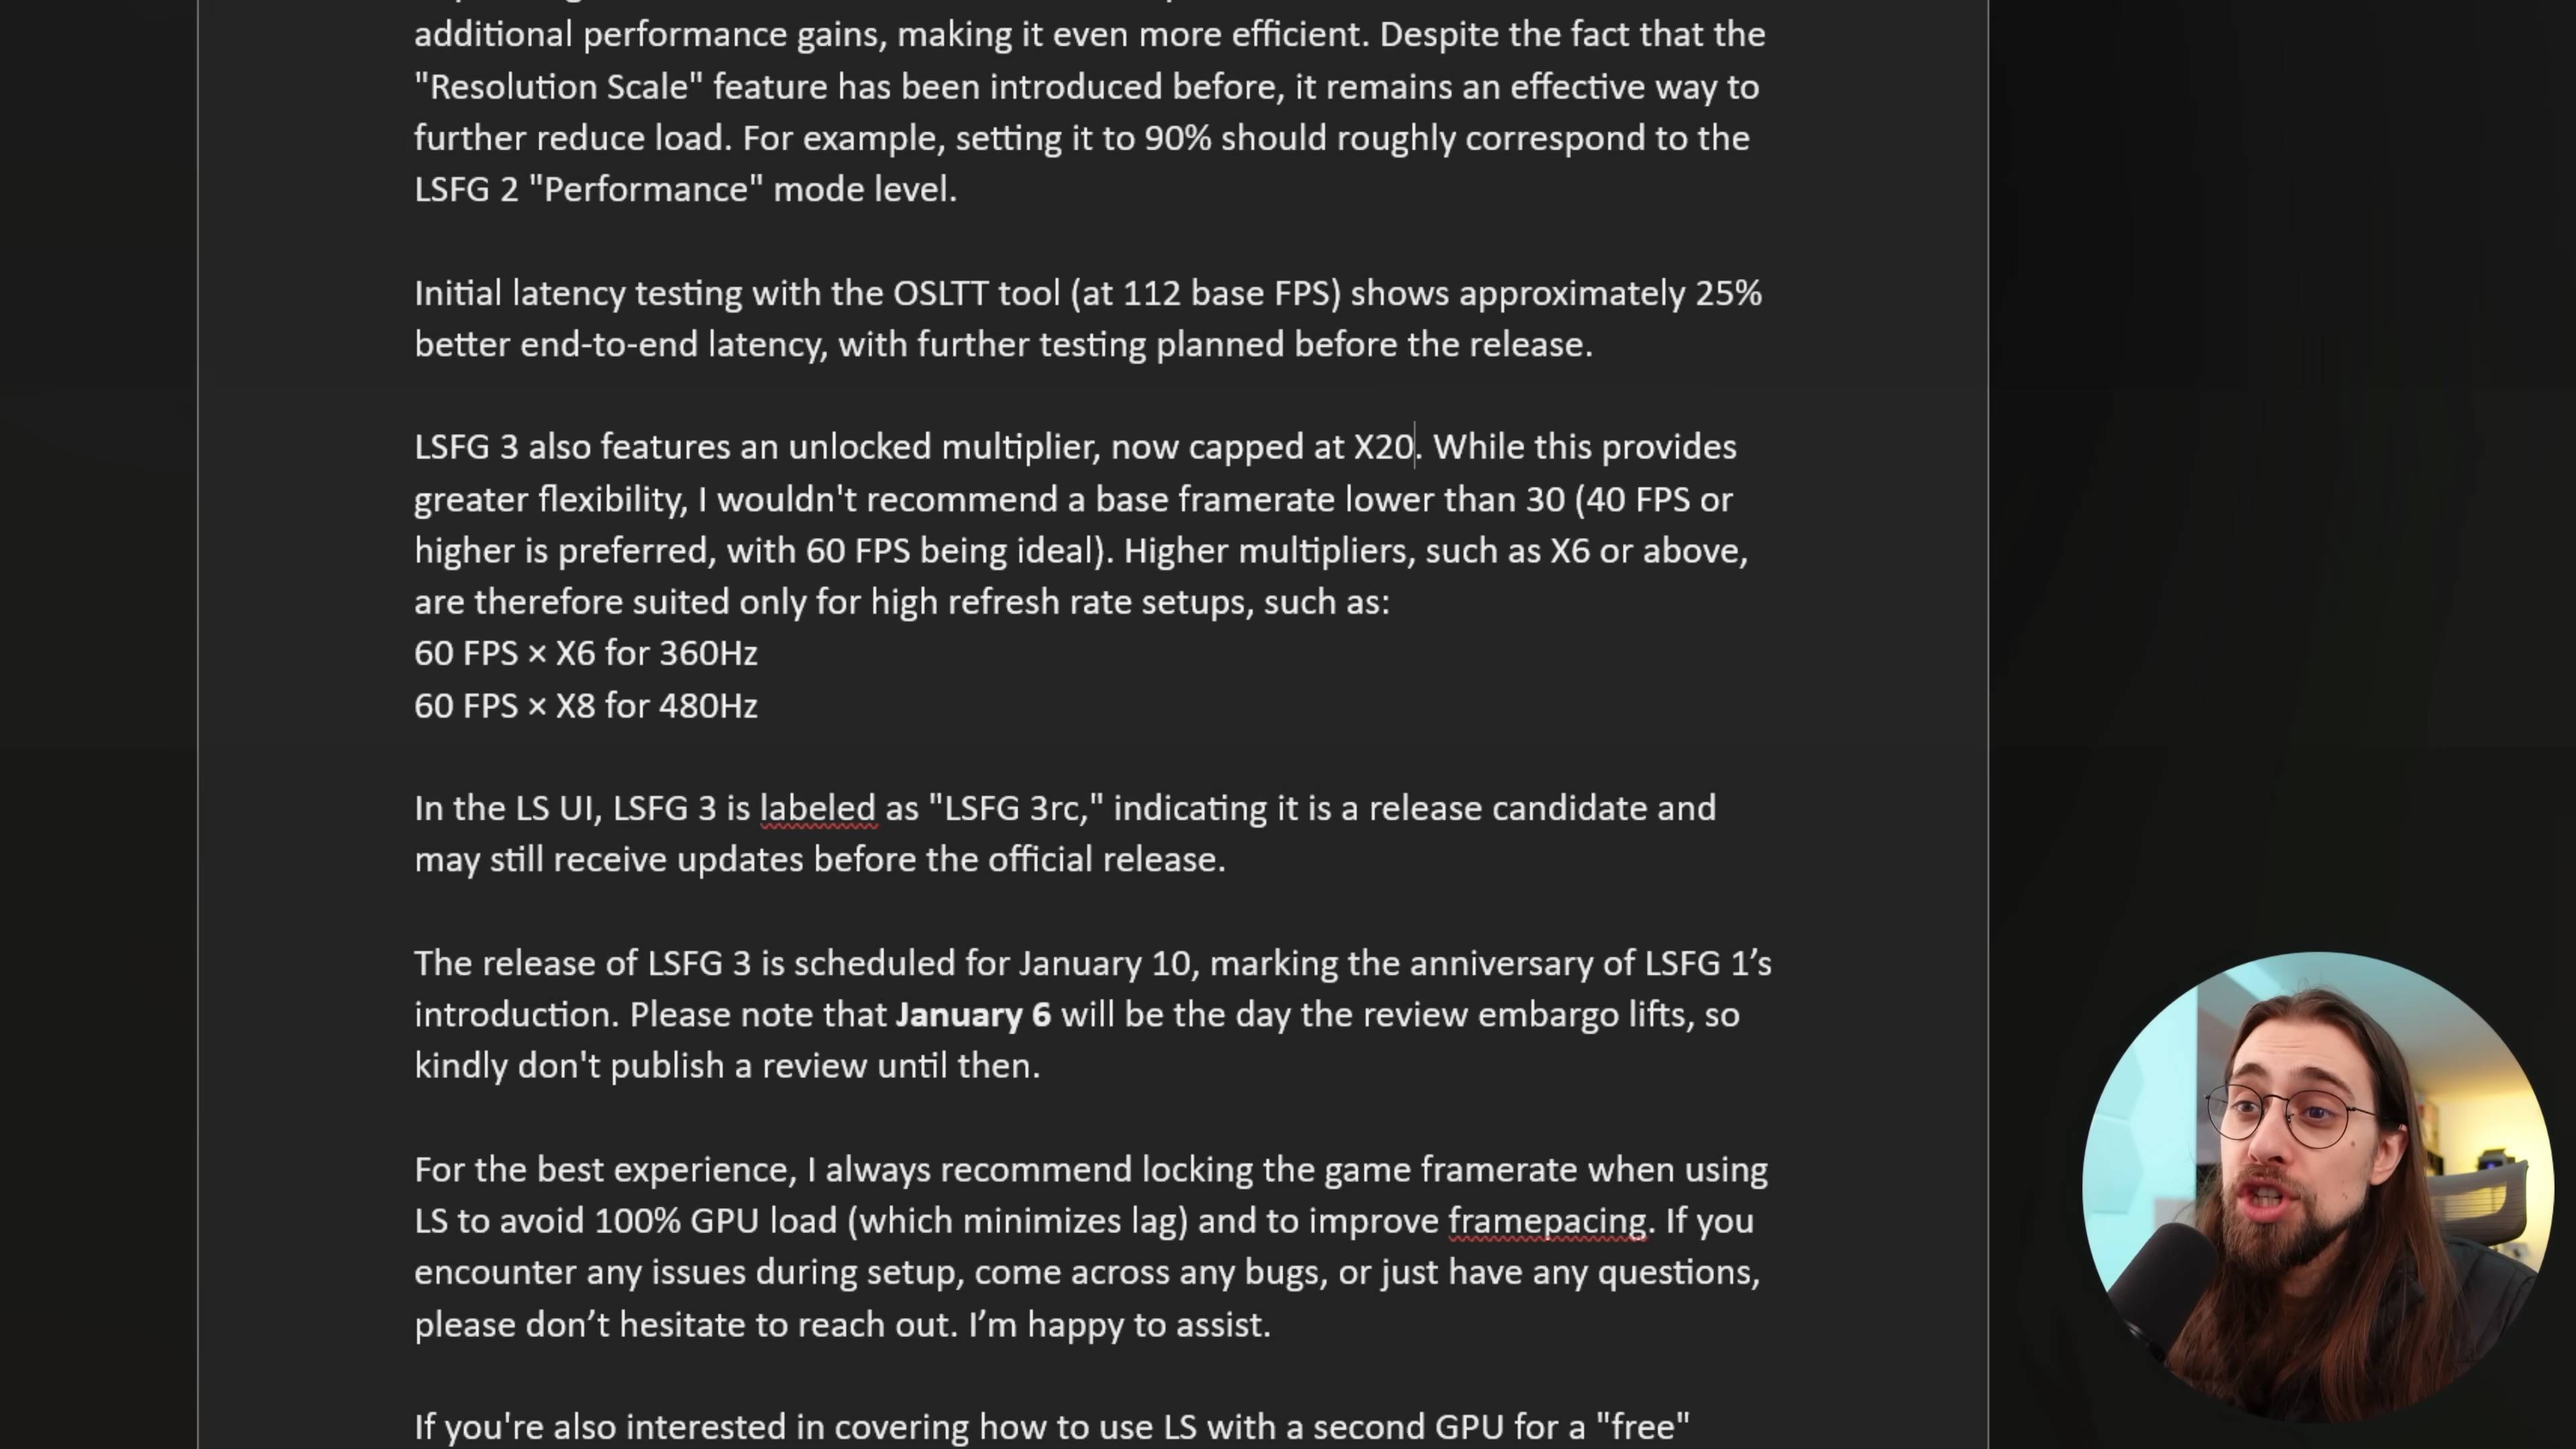 additional performance gains, making it even more efficient. Despite the fact that the
"Resolution Scale" feature has been introduced before, it remains an effective way to
further reduce load. For example, setting it to 90% should roughly correspond to the
LSFG 2 "Performance" mode level.
Initial latency testing with the OSLTT tool (at 112 base FPS) shows approximately 25%
better end-to-end latency, with further testing planned before the release.
LSFG 3 also features an unlocked multiplier, now capped at X20. While this provides
greater flexibility, I wouldn't recommend a base framerate lower than 30 (40 FPS or
higher is preferred, with 60 FPS being ideal). Higher multipliers, such as X6 or above,
are therefore suited only for high refresh rate setups, such as:
60 FPS × X6 for 360Hz
60 FPS × X8 for 480Hz
In the LS UI, LSFG 3 is labeled as "LSFG 3rc," indicating it is a release candidate and
may still receive updates before the official release.
The release of LSFG 3 is scheduled for January 10, marking the anniversary of LSFG 1’s
introduction. Please note that January 6 will be the day the review embargo lifts, so
kindly don't publish a review until then.
For the best experience, I always recommend locking the game framerate when using
LS to avoid 100% GPU load (which minimizes lag) and to improve framepacing. If you
encounter any issues during setup, come across any bugs, or just have any questions,
please don’t hesitate to reach out. I’m happy to assist.
If you're also interested in covering how to use LS with a second GPU for a "free"